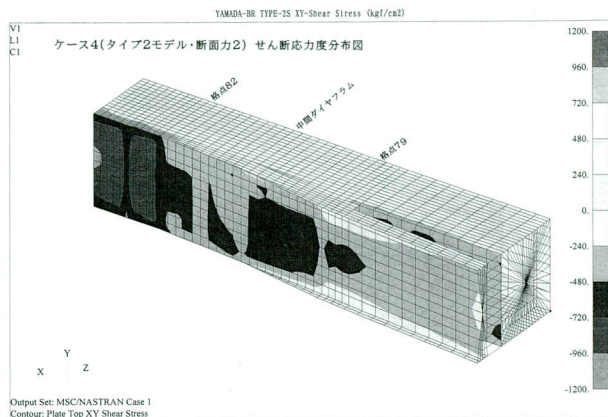 YAMADA-BR TYPE-2S XY-Shear Stress (kgf/cm2)
V1
L1
C1
ケース4(タイプ2モデル・断面力2) せん断応力度分布図
格点82
中間ダイヤフラム
格点79
1200.
960.
720.
480.
240.
0.
-240.
-480.
-720.
-960.
-1200.
Y
X
Z
Output Set: MSC/NASTRAN Case 1
Contour: Plate Top XY Shear Stress